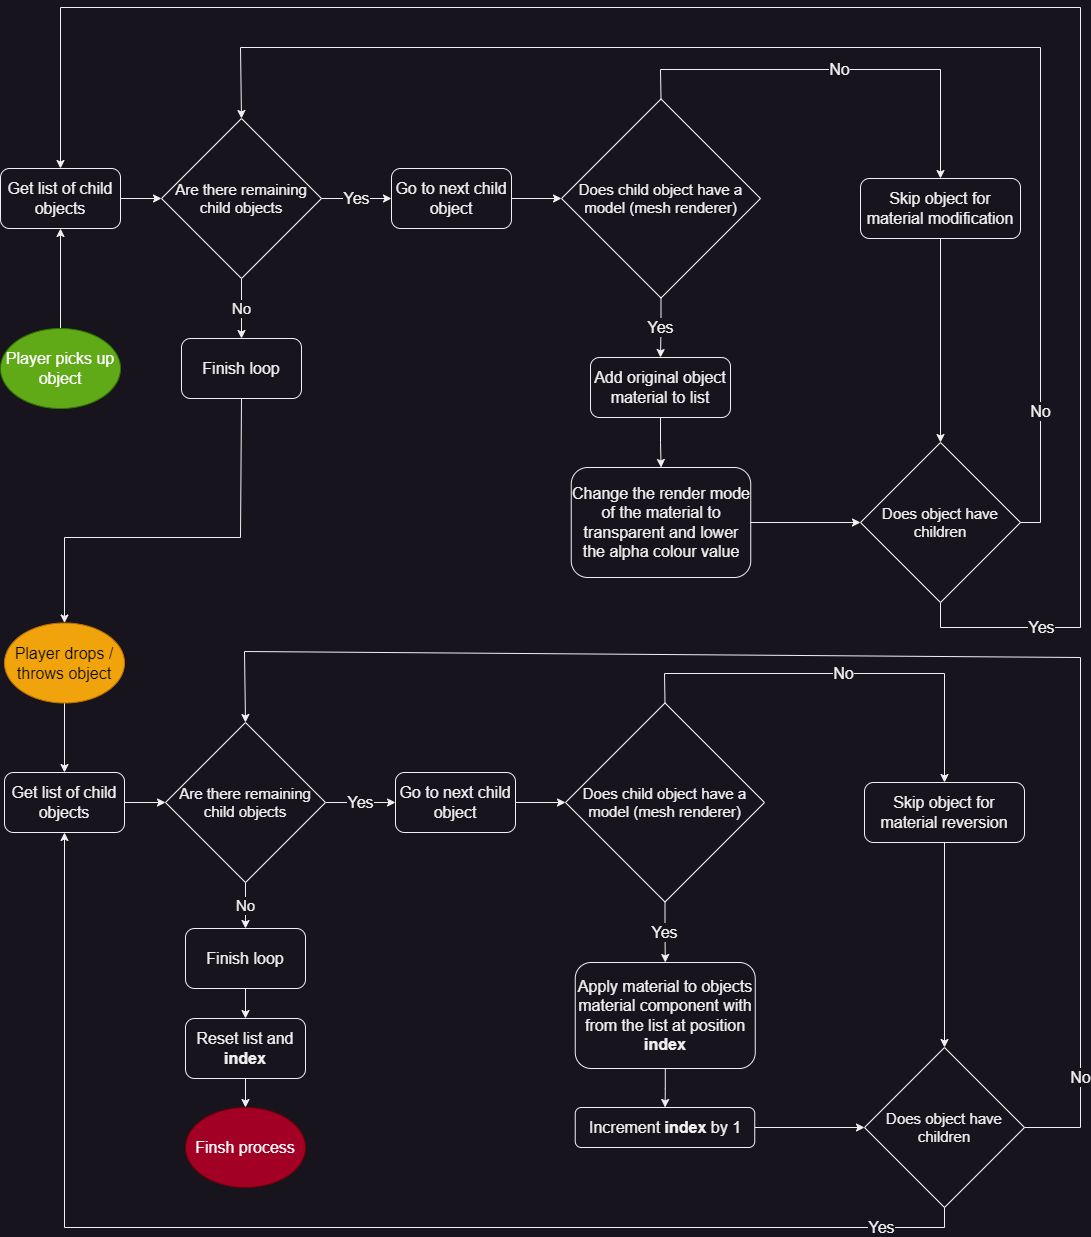 No
Get list of child
objects
Are there remaining
child objects
Yes
Go to next child
object
Does child object have a
model (mesh renderer)
Skip object for
material modification
No
Finish loop
Player picks up
object
Yes
Add original object
material to list
No
Change the render mode
of the material to
transparent and lower
the alpha colour value
Does object have
children
Yes
Player drops /
throws object
No
Get list of child
objects
Are there remaining
child objects
Yes
Go to next child
object
Does child object have a
model (mesh renderer)
Skip object for
material reversion
No
Finish loop
Reset list and
index
Finsh process
Yes
Apply material to objects
material component with
from the list at position
index
Increment index by 1
No
Does object have
children
Yes